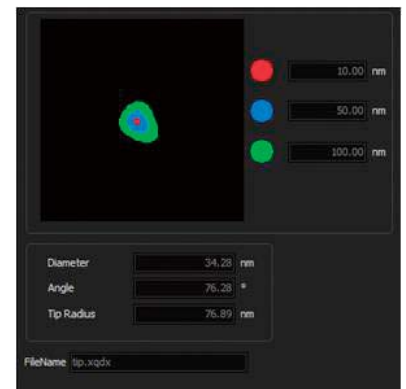 10.00 nm
50.00 nm
100.00 nm
Diameter 34.28 nm
Angle 76.28 °
Tip Radius 76.89 nm
FileName tip.xqdx